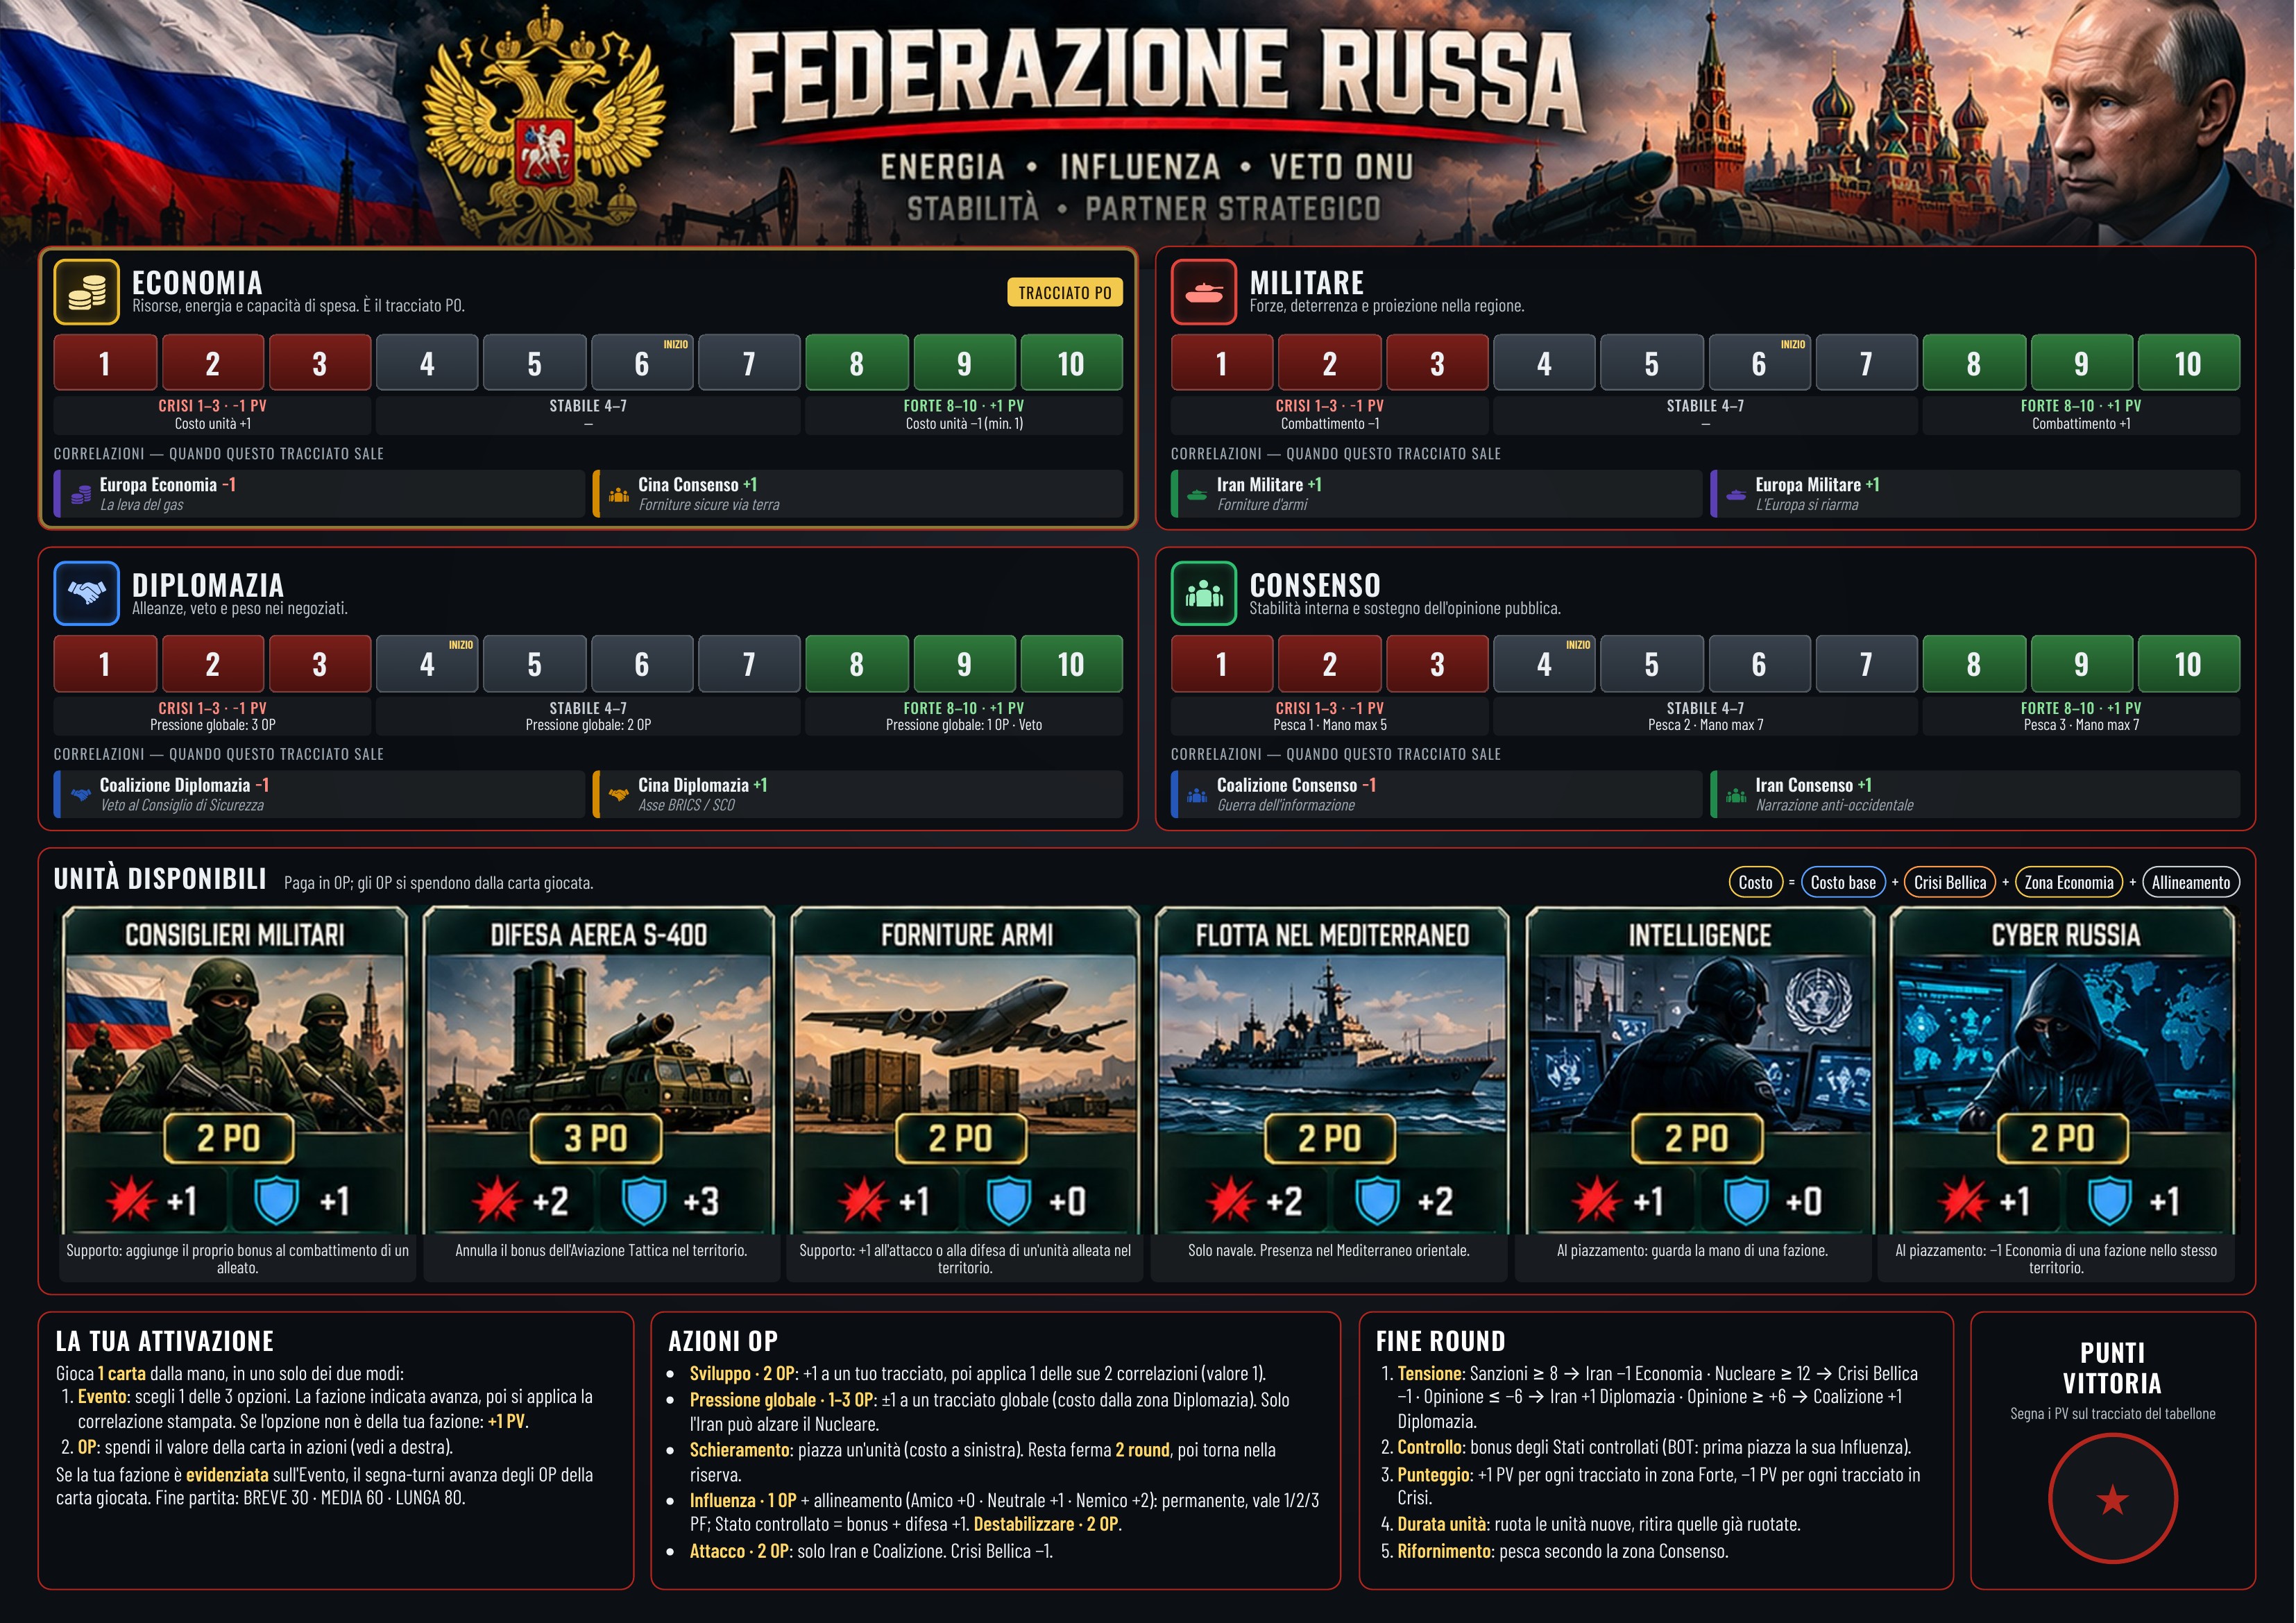 FEDERAZIONE RUSSA
ENERGIA • INFLUENZA • VETO ONU
STABILITÀ • PARTNER STRATEGICO
ECONOMIA
Risorse, energia e capacità di spesa. È il tracciato PO.
TRACCIATO PO
1 2 3 4 5 6 INIZIO 7 8 9 10
CRISI 1–3 · −1 PV
Costo unità +1
STABILE 4–7
—
FORTE 8–10 · +1 PV
Costo unità −1 (min. 1)
CORRELAZIONI — QUANDO QUESTO TRACCIATO SALE
Europa Economia −1
La leva del gas
Cina Consenso +1
Forniture sicure via terra
MILITARE
Forze, deterrenza e proiezione nella regione.
1 2 3 4 5 6 INIZIO 7 8 9 10
CRISI 1–3 · −1 PV
Combattimento −1
STABILE 4–7
—
FORTE 8–10 · +1 PV
Combattimento +1
CORRELAZIONI — QUANDO QUESTO TRACCIATO SALE
Iran Militare +1
Forniture d'armi
Europa Militare +1
L'Europa si riarma
DIPLOMAZIA
Alleanze, veto e peso nei negoziati.
1 2 3 4 INIZIO 5 6 7 8 9 10
CRISI 1–3 · −1 PV
Pressione globale: 3 OP
STABILE 4–7
Pressione globale: 2 OP
FORTE 8–10 · +1 PV
Pressione globale: 1 OP · Veto
CORRELAZIONI — QUANDO QUESTO TRACCIATO SALE
Coalizione Diplomazia −1
Veto al Consiglio di Sicurezza
Cina Diplomazia +1
Asse BRICS / SCO
CONSENSO
Stabilità interna e sostegno dell'opinione pubblica.
1 2 3 4 INIZIO 5 6 7 8 9 10
CRISI 1–3 · −1 PV
Pesca 1 · Mano max 5
STABILE 4–7
Pesca 2 · Mano max 7
FORTE 8–10 · +1 PV
Pesca 3 · Mano max 7
CORRELAZIONI — QUANDO QUESTO TRACCIATO SALE
Coalizione Consenso −1
Guerra dell'informazione
Iran Consenso +1
Narrazione anti-occidentale
UNITÀ DISPONIBILI Paga in OP; gli OP si spendono dalla carta giocata.
Costo = Costo base + Crisi Bellica + Zona Economia + Allineamento
CONSIGLIERI MILITARI
2 PO
+1 +1
Supporto: aggiunge il proprio bonus al combattimento di un
alleato.
DIFESA AEREA S-400
3 PO
+2 +3
Annulla il bonus dell'Aviazione Tattica nel territorio.
FORNITURE ARMI
2 PO
+1 +0
Supporto: +1 all'attacco o alla difesa di un'unità alleata nel
territorio.
FLOTTA NEL MEDITERRANEO
2 PO
+2 +2
Solo navale. Presenza nel Mediterraneo orientale.
INTELLIGENCE
2 PO
+1 +0
Al piazzamento: guarda la mano di una fazione.
CYBER RUSSIA
2 PO
+1 +1
Al piazzamento: −1 Economia di una fazione nello stesso
territorio.
LA TUA ATTIVAZIONE
Gioca 1 carta dalla mano, in uno solo dei due modi:
1. Evento: scegli 1 delle 3 opzioni. La fazione indicata avanza, poi si applica la
correlazione stampata. Se l'opzione non è della tua fazione: +1 PV.
2. OP: spendi il valore della carta in azioni (vedi a destra).
Se la tua fazione è evidenziata sull'Evento, il segna-turni avanza degli OP della
carta giocata. Fine partita: BREVE 30 · MEDIA 60 · LUNGA 80.
AZIONI OP
• Sviluppo · 2 OP: +1 a un tuo tracciato, poi applica 1 delle sue 2 correlazioni (valore 1).
• Pressione globale · 1–3 OP: ±1 a un tracciato globale (costo dalla zona Diplomazia). Solo
l'Iran può alzare il Nucleare.
• Schieramento: piazza un'unità (costo a sinistra). Resta ferma 2 round, poi torna nella
riserva.
• Influenza · 1 OP + allineamento (Amico +0 · Neutrale +1 · Nemico +2): permanente, vale 1/2/3
PF; Stato controllato = bonus + difesa +1. Destabilizzare · 2 OP.
• Attacco · 2 OP: solo Iran e Coalizione. Crisi Bellica −1.
FINE ROUND
1. Tensione: Sanzioni ≥ 8 → Iran −1 Economia · Nucleare ≥ 12 → Crisi Bellica
−1 · Opinione ≤ −6 → Iran +1 Diplomazia · Opinione ≥ +6 → Coalizione +1
Diplomazia.
2. Controllo: bonus degli Stati controllati (BOT: prima piazza la sua Influenza).
3. Punteggio: +1 PV per ogni tracciato in zona Forte, −1 PV per ogni tracciato in
Crisi.
4. Durata unità: ruota le unità nuove, ritira quelle già ruotate.
5. Rifornimento: pesca secondo la zona Consenso.
PUNTI
VITTORIA
Segna i PV sul tracciato del tabellone